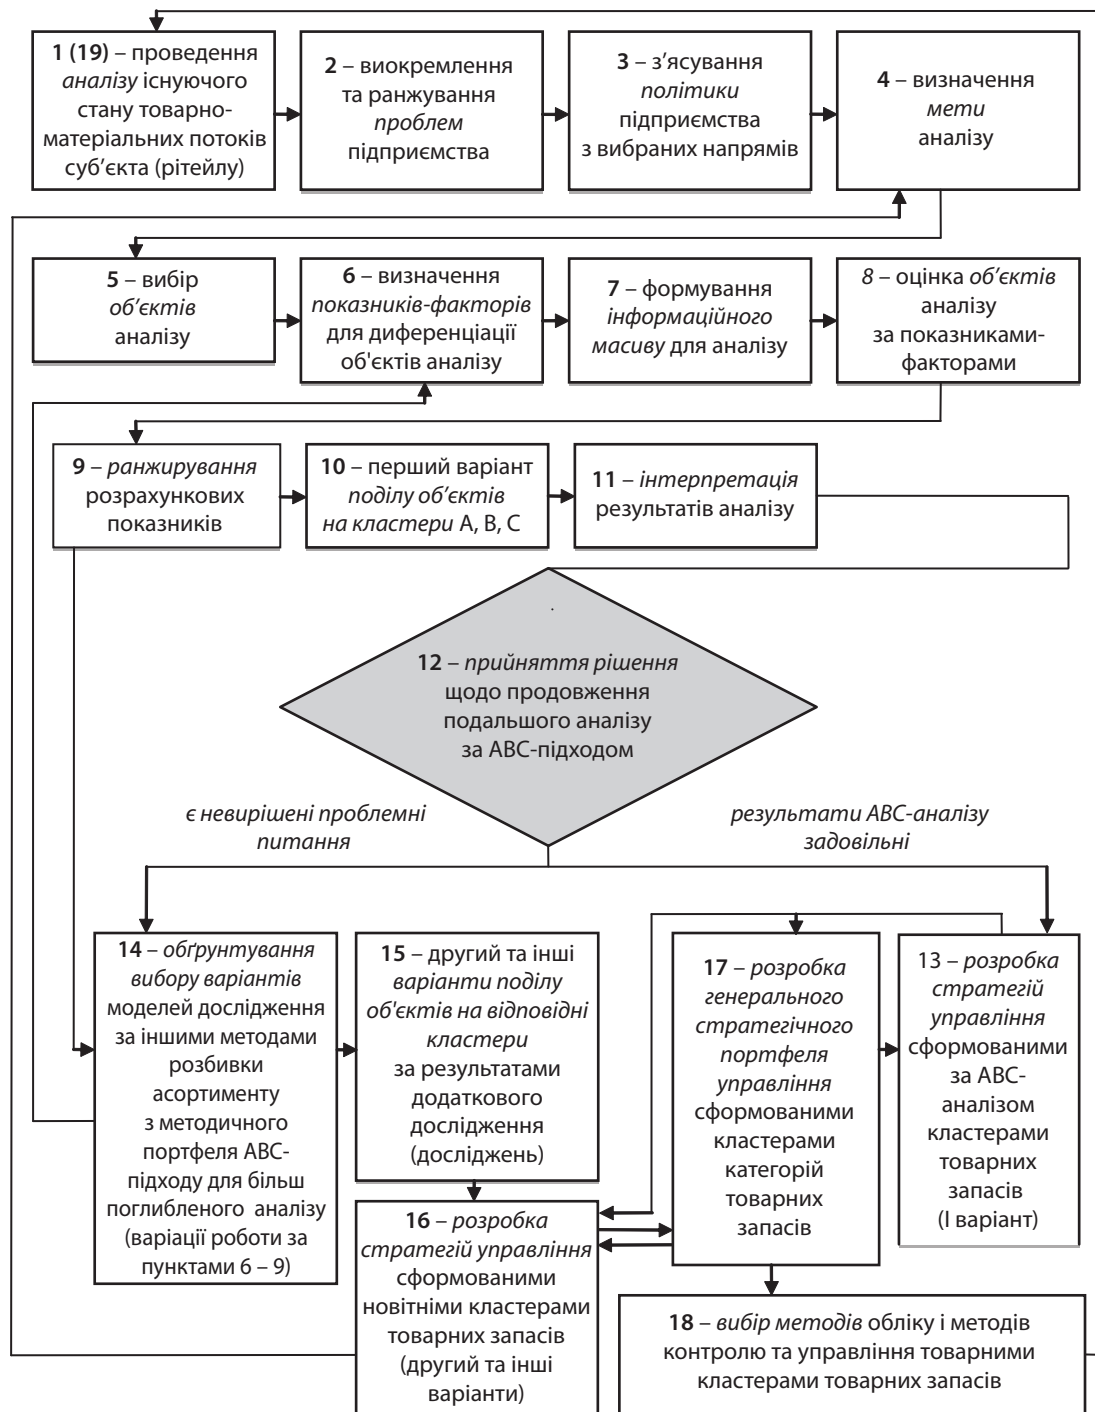 1 (19) – проведення
аналізу існуючого
стану товарно-
матеріальних потоків
суб’єкта (рітейлу)
2 – виокремлення
та ранжування
проблем
підприємства
3 – з’ясування
політики
підприємства
з вибраних напрямів
4 – визначення
мети
аналізу
5 – вибір
об’єктів
аналізу
6 – визначення
показників-факторів
для диференціації
об'єктів аналізу
7 – формування
інформаційного
масиву для аналізу
8 – оцінка об’єктів
аналізу
за показниками-
факторами
9 – ранжирування
розрахункових
показників
10 – перший варіант
поділу об’єктів
на кластери А, В, С
11 – інтерпретація
результатів аналізу
12 – прийняття рішення
щодо продовження
подальшого аналізу
за АВС-підходом
є невирішені проблемні
питання
результати АВС-аналізу
задовільні
14 – обґрунтування
вибору варіантів
моделей дослідження
за іншими методами
розбивки
асортименту
з методичного
портфеля АВС-
підходу для більш
поглибленого аналізу
(варіації роботи за
пунктами 6 – 9)
15 – другий та інші
варіанти поділу
об'єктів на відповідні
кластери
за результатами
додаткового
дослідження
(досліджень)
17 – розробка
генерального
стратегічного
портфеля
управління
сформованими
кластерами
категорій
товарних
запасів
13 – розробка
стратегій
управління
сформованими
за АВС-
аналізом
кластерами
товарних
запасів
(І варіант)
16 – розробка
стратегій управління
сформованими
новітніми кластерами
товарних запасів
(другий та інші
варіанти)
18 – вибір методів обліку і методів
контролю та управління товарними
кластерами товарних запасів